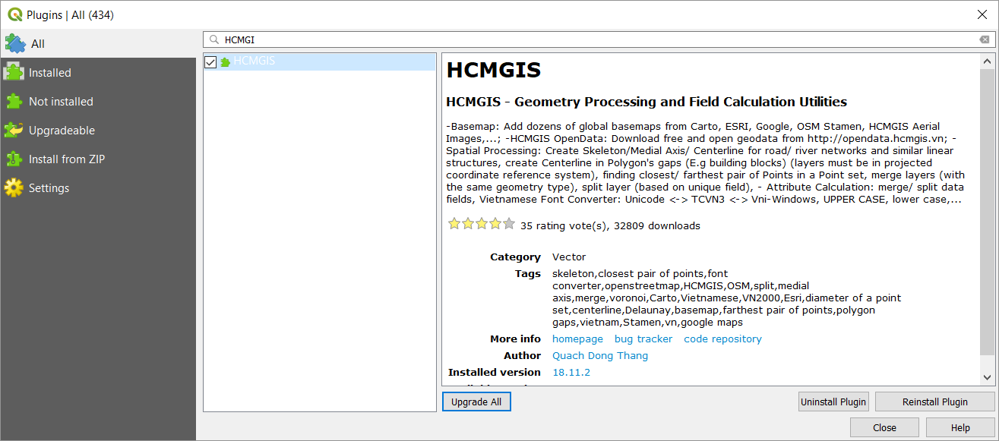 Plugins | All (434)
All
Installed
Not installed
Upgradeable
Install from ZIP
Settings
HCMGI
HCMGIS
HCMGIS
HCMGIS - Geometry Processing and Field Calculation Utilities
-Basemap: Add dozens of global basemaps from Carto, ESRI, Google, OSM Stamen, HCMGIS Aerial
Images,...; -HCMGIS OpenData: Download free and open geodata from http://opendata.hcmgis.vn; -
Spatial Processing: Create Skeleton/Medial Axis/ Centerline for road/ river networks and similar linear
structures, create Centerline in Polygon's gaps (E.g building blocks) (layers must be in projected
coordinate reference system), finding closest/ farthest pair of Points in a Point set, merge layers (with
the same geometry type), split layer (based on unique field), - Attribute Calculation: merge/ split data
fields, Vietnamese Font Converter: Unicode <-> TCVN3 <-> Vni-Windows, UPPER CASE, lower case,...
35 rating vote(s), 32809 downloads
Category Vector
Tags skeleton,closest pair of points,font
converter,openstreetmap,HCMGIS,OSM,split,medial
axis,merge,voronoi,Carto,Vietnamese,VN2000,Esri,diameter of a point
set,centerline,Delaunay,basemap,farthest pair of points,polygon
gaps,vietnam,Stamen,vn,google maps
More info homepage bug tracker code repository
Author Quach Dong Thang
Installed version 18.11.2
Upgrade All Uninstall Plugin Reinstall Plugin
Close Help